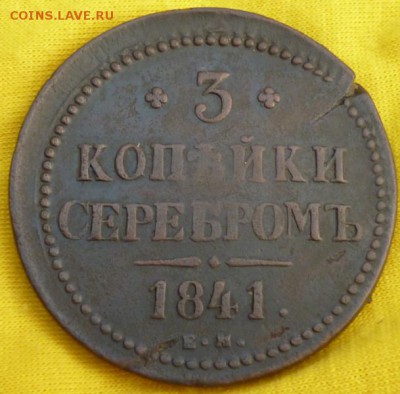 COINS.LAVE.RU
3
КОПѢЙКИ
СЕРЕБРОМЪ
1841.
Е.М.